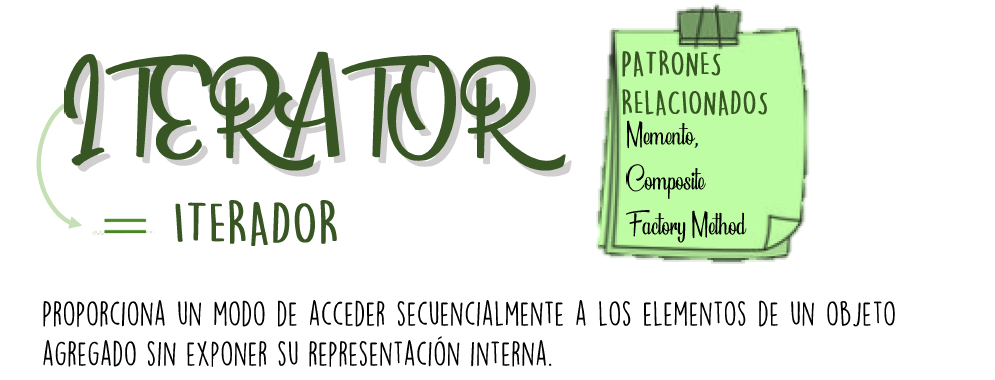 ITERATOR
= ITERADOR
PATRONES
RELACIONADOS
Memento,
Composite
Factory Method
PROPORCIONA UN MODO DE ACCEDER SECUENCIALMENTE A LOS ELEMENTOS DE UN OBJETO
AGREGADO SIN EXPONER SU REPRESENTACIÓN INTERNA.